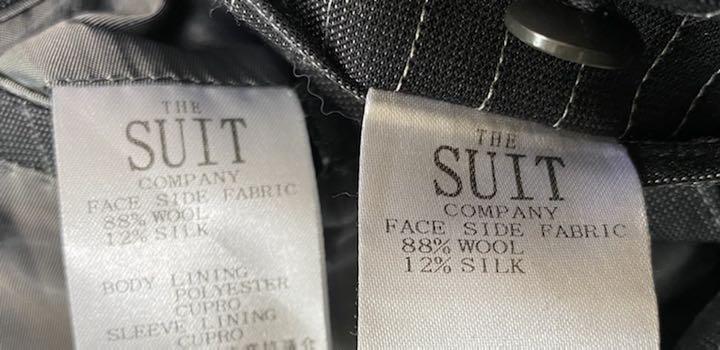 THE
SUIT
COMPANY
FACE SIDE FABRIC
88% WOOL
12% SILK
BODY LINING
POLYESTER
CUPRO
SLEEVE LINING
CUPRO
THE
SUIT
COMPANY
FACE SIDE FABRIC
88% WOOL
12% SILK